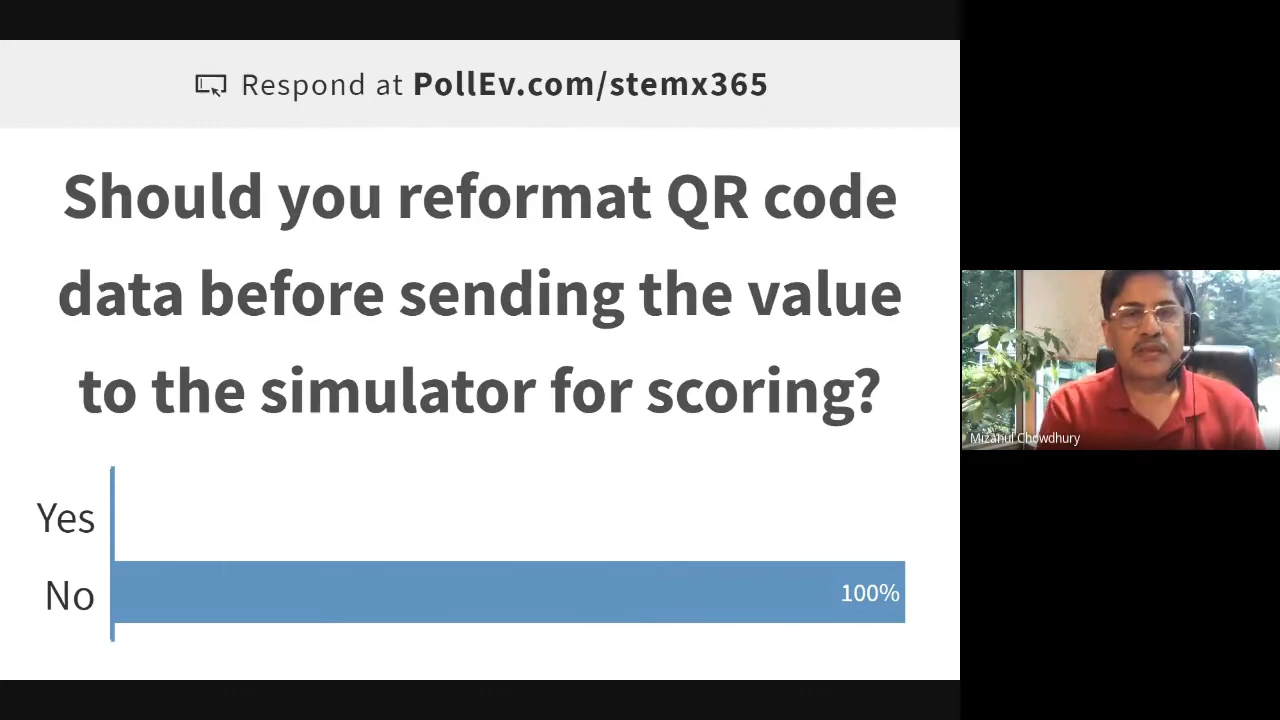 Respond at PollEv.com/stemx365
Should you reformat QR code
data before sending the value
to the simulator for scoring?
Yes
No
100%
Mizanul Chowdhury